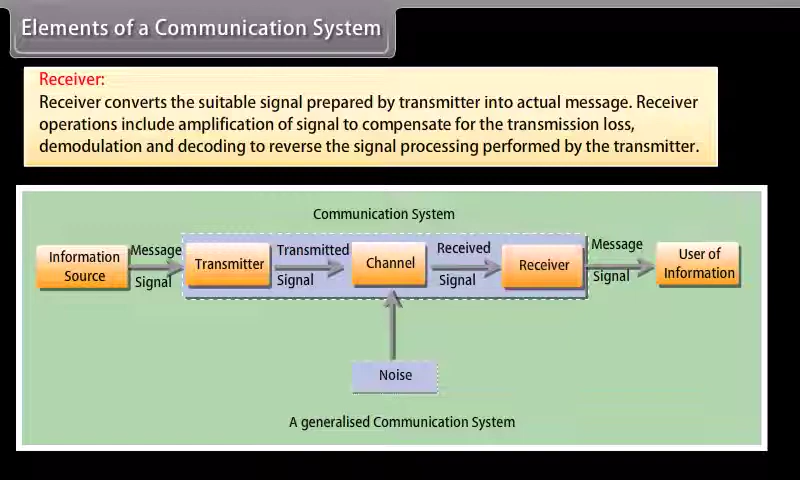 Elements of a Communication System
Receiver:
Receiver converts the suitable signal prepared by transmitter into actual message. Receiver
operations include amplification of signal to compensate for the transmission loss,
demodulation and decoding to reverse the signal processing performed by the transmitter.
Communication System
Information
Source
Message
Signal
Transmitter
Transmitted
Signal
Channel
Received
Signal
Receiver
Message
Signal
User of
Information
Noise
A generalised Communication System